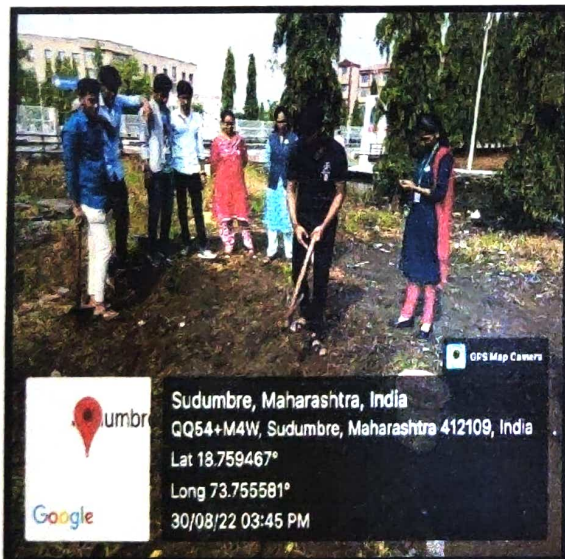 GPS Map Camera
umbre
Google
Sudumbre, Maharashtra, India
QQ54+M4W, Sudumbre, Maharashtra 412109, India
Lat 18.759467°
Long 73.755581°
30/08/22 03:45 PM